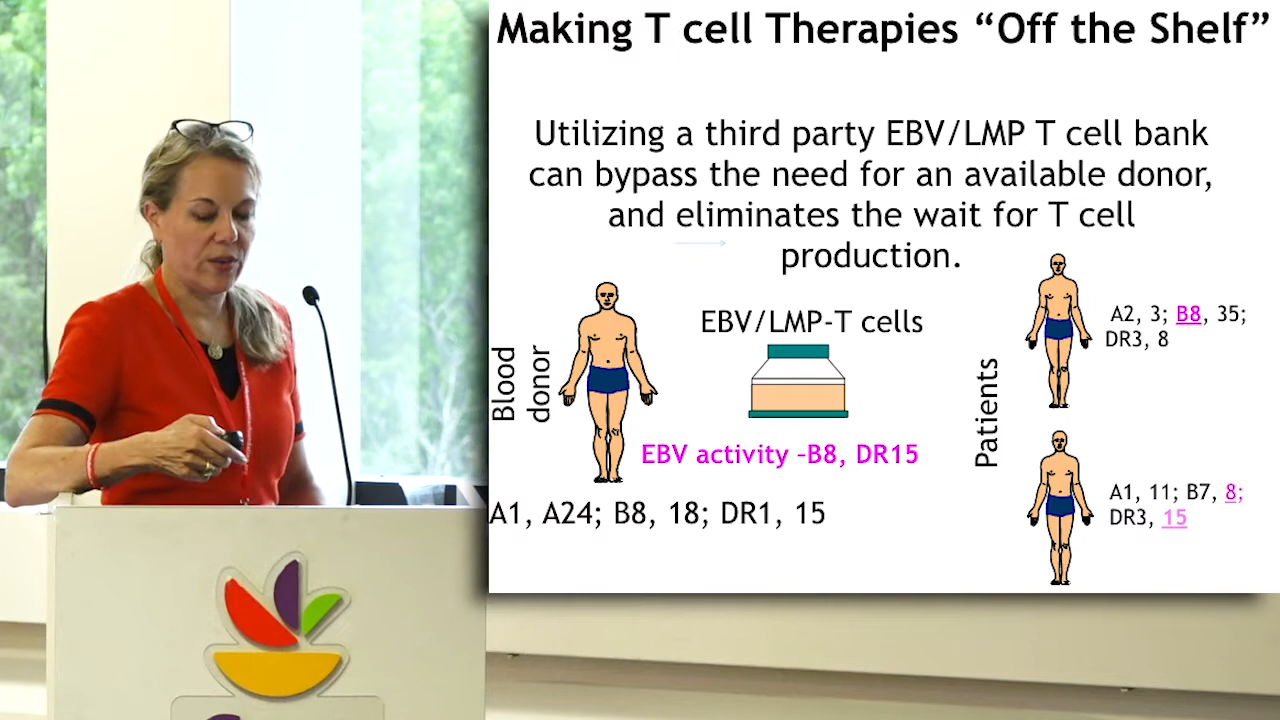 Making T cell Therapies “Off the Shelf”
Utilizing a third party EBV/LMP T cell bank
can bypass the need for an available donor,
and eliminates the wait for T cell
production.
Blood
donor
EBV/LMP-T cells
EBV activity -B8, DR15
A1, A24; B8, 18; DR1, 15
Patients
A2, 3; B8, 35;
DR3, 8
A1, 11; B7, 8;
DR3, 15